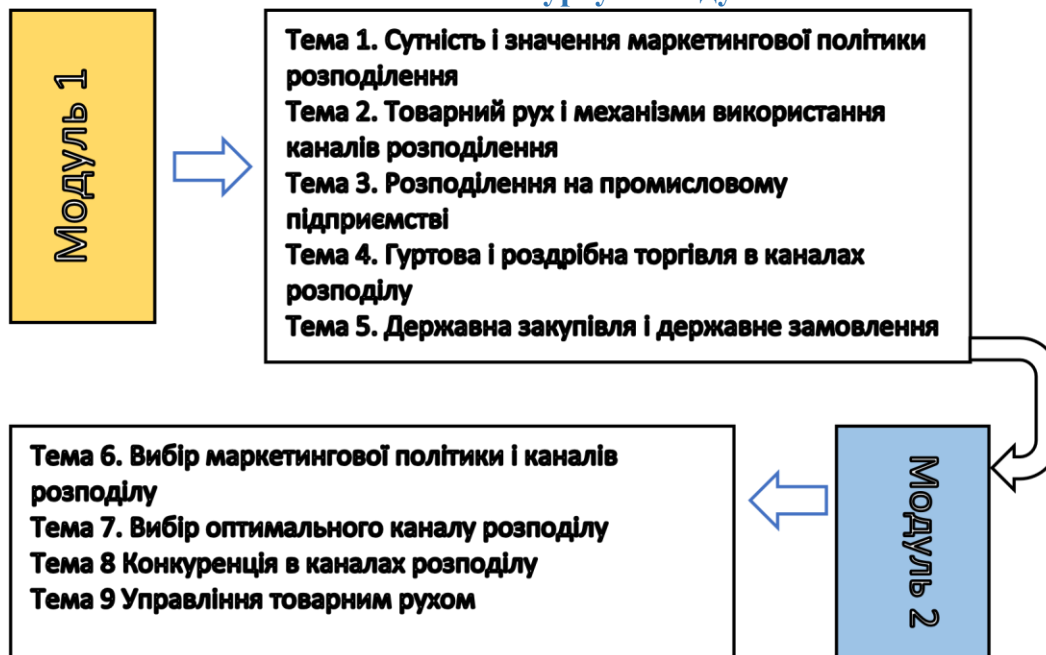 Модуль 1
Тема 1. Сутність і значення маркетингової політики
розподілення
Тема 2. Товарний рух і механізми використання
каналів розподілення
Тема 3. Розподілення на промисловому
підприємстві
Тема 4. Гуртова і роздрібна торгівля в каналах
розподілу
Тема 5. Державна закупівля і державне замовлення
Тема 6. Вибір маркетингової політики і каналів
розподілу
Тема 7. Вибір оптимального каналу розподілу
Тема 8 Конкуренція в каналах розподілу
Тема 9 Управління товарним рухом
Модуль 2